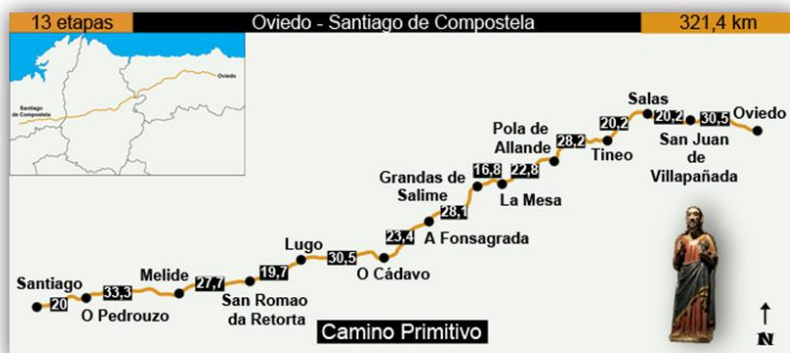 13 etapas
Oviedo - Santiago de Compostela
321,4 km
Oviedo
Santiago
de Compostela
Salas
Oviedo
20,2
20,2
30,5
Pola de
Allande
28,2
Tineo
San Juan
de
Villapañada
Grandas de
Salime
16,8
22,8
La Mesa
28,1
A Fonsagrada
23,4
Lugo
30,5
O Cádavo
Melide
27,7
19,7
San Romao
da Retorta
Santiago
20
33,3
O Pedrouzo
Camino Primitivo
N